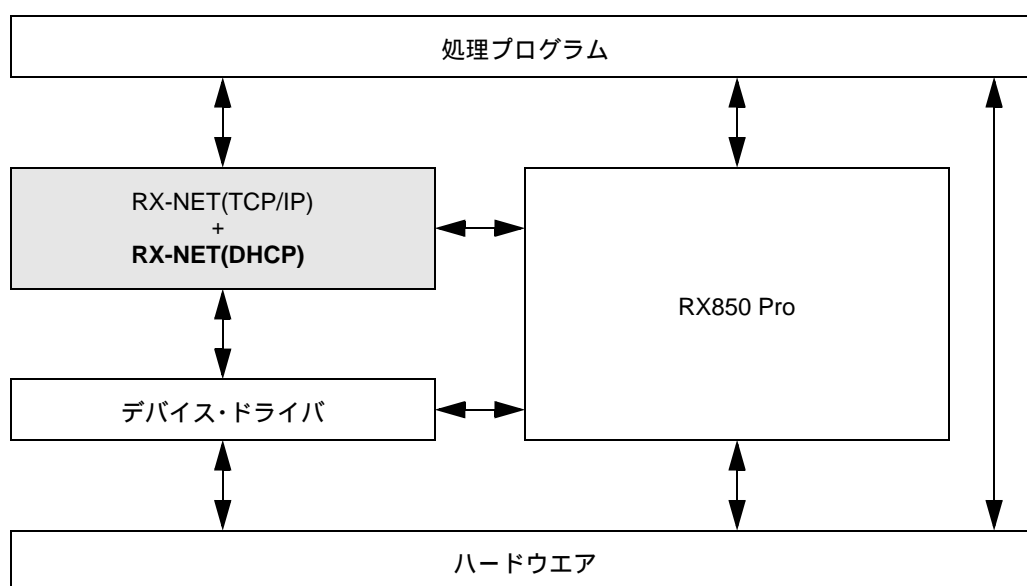 処理プログラム
RX-NET(TCP/IP)
+
RX-NET(DHCP)
RX850 Pro
デバイス・ドライバ
ハードウエア